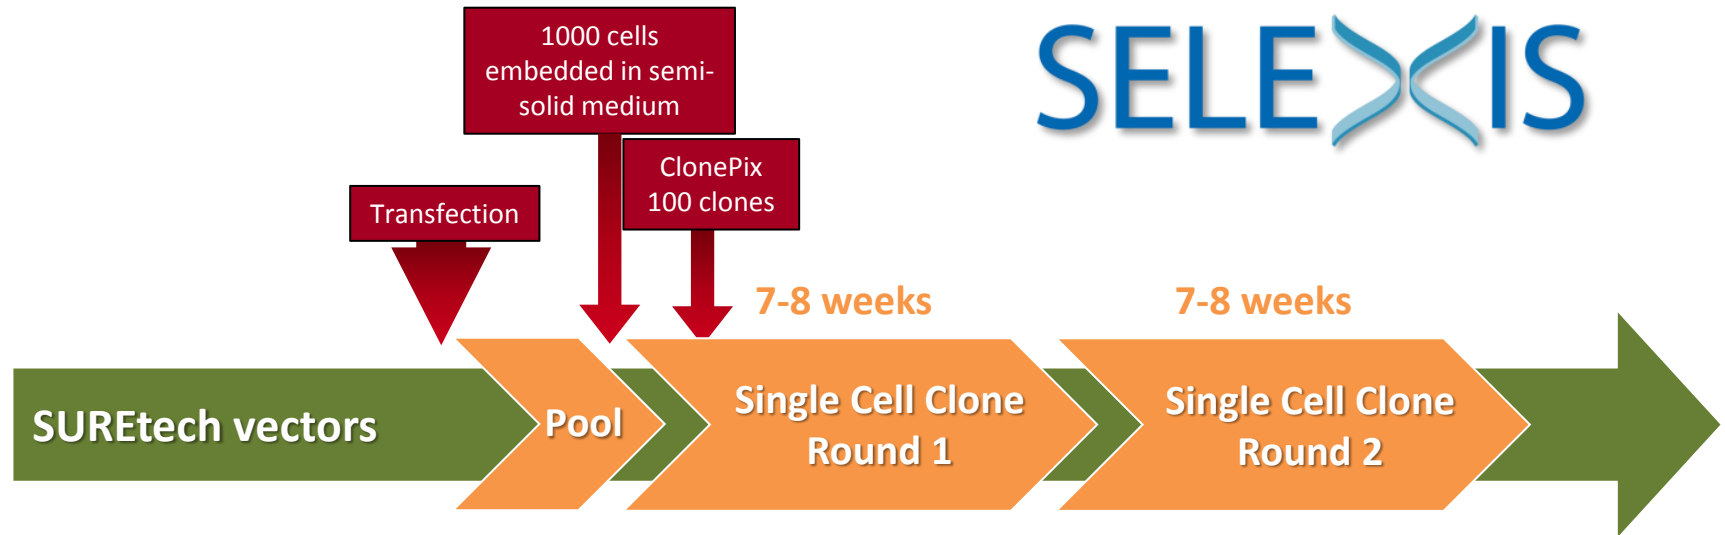 1000 cells
embedded in semi-
solid medium
SELEXIS
ClonePix
100 clones
Transfection
7-8 weeks
7-8 weeks
SUREtech vectors
Pool
Single Cell Clone
Round 1
Single Cell Clone
Round 2